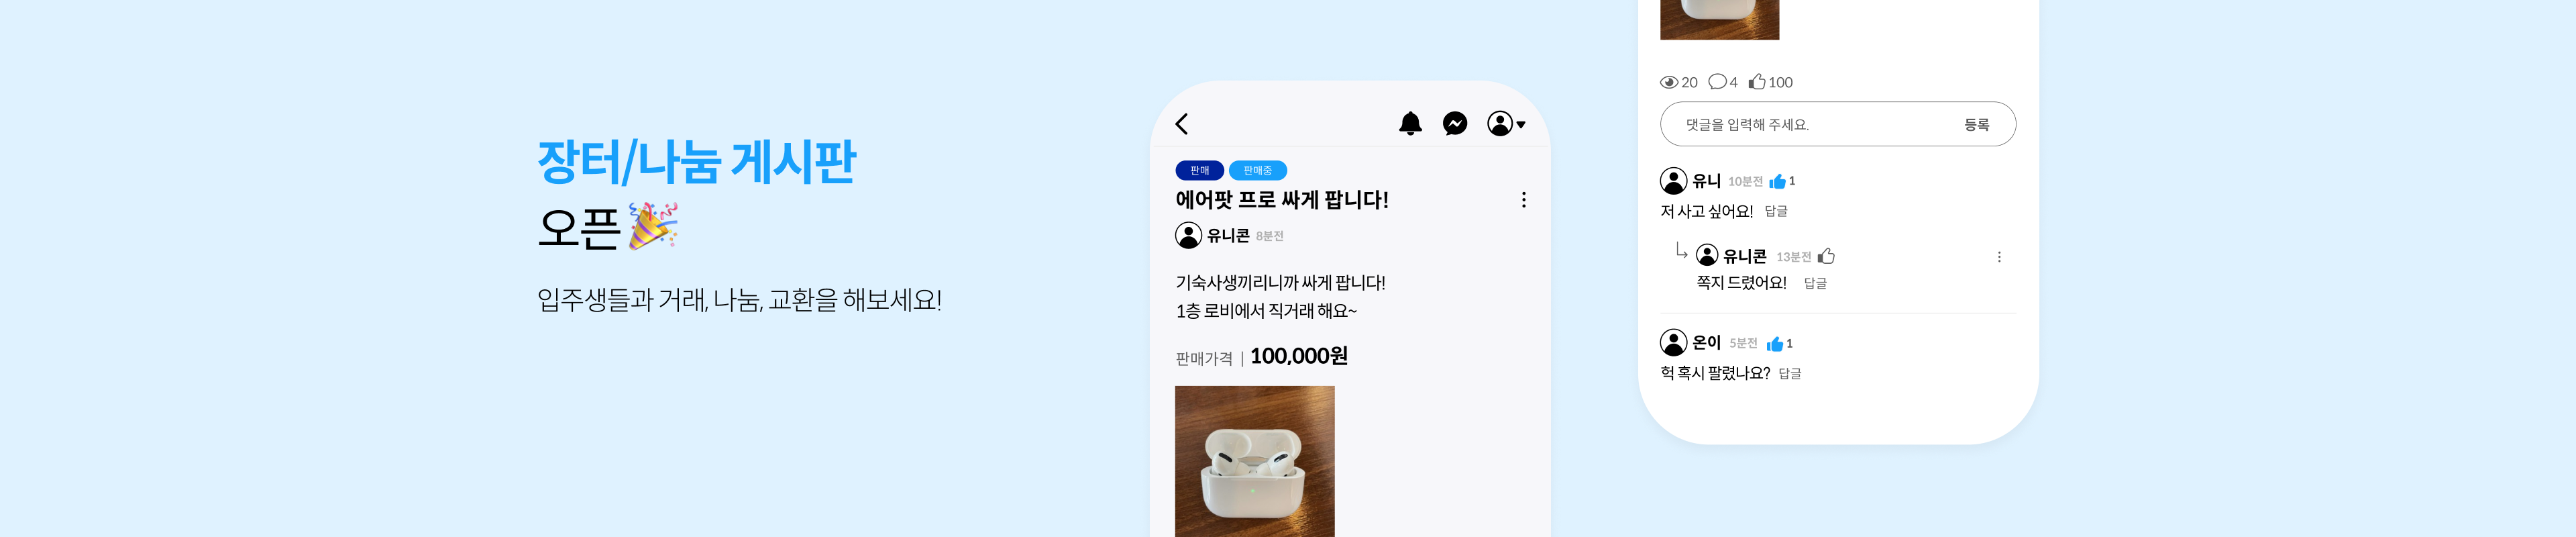 장터/나눔 게시판
오픈🎉
입주생들과 거래, 나눔, 교환을 해보세요!
판매 판매중
에어팟 프로 싸게 팝니다!
유니콘 8분전
기숙사생끼리니까 싸게 팝니다!
1층 로비에서 직거래 해요~
판매가격 | 100,000원
20 4 100
댓글을 입력해 주세요. 등록
유니 10분전 1
저 사고 싶어요! 답글
유니콘 13분전
쪽지 드렸어요! 답글
온이 5분전 1
헉 혹시 팔렸나요? 답글